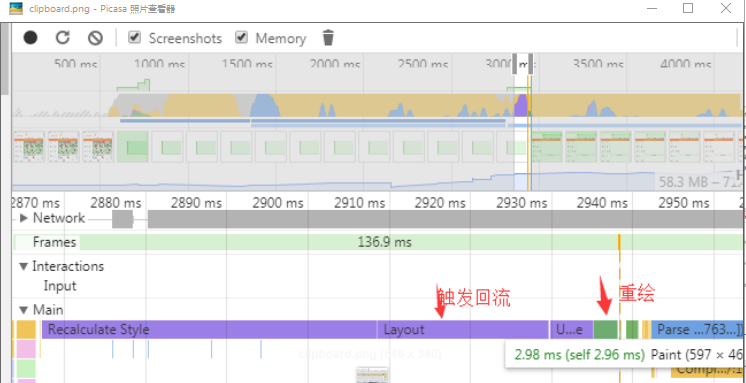 clipboard.png - Picasa 照片查看器
Screenshots Memory
500 ms 1000 ms 1500 ms 2000 ms 2500 ms 3000 ms 3500 ms 4000 ms
58.3 MB – 71.
2870 ms 2880 ms 2890 ms 2900 ms 2910 ms 2920 ms 2930 ms 2940 ms 2950 ms
Network
Frames 136.9 ms
Interactions
Input
触发回流 重绘
Main
Recalculate Style Layout U...e Parse ...763...]]
2.98 ms (self 2.96 ms) Paint (597 × 46
clipboard.png